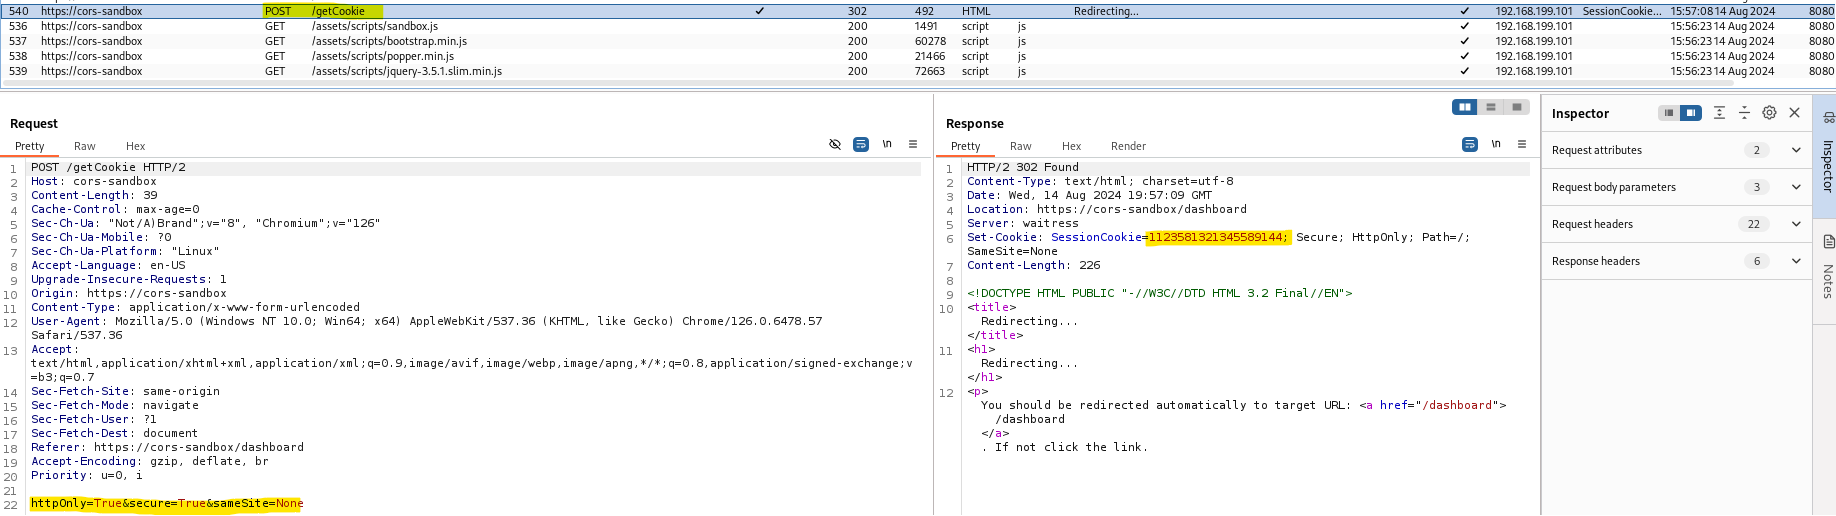 540 https://cors-sandbox POST /getCookie ✓ 302 492 HTML Redirecting... ✓ 192.168.199.101 SessionCookie... 15:57:08 14 Aug 2024 8080
536 https://cors-sandbox GET /assets/scripts/sandbox.js 200 1491 script js ✓ 192.168.199.101 15:56:23 14 Aug 2024 8080
537 https://cors-sandbox GET /assets/scripts/bootstrap.min.js 200 60278 script js ✓ 192.168.199.101 15:56:23 14 Aug 2024 8080
538 https://cors-sandbox GET /assets/scripts/popper.min.js 200 21466 script js ✓ 192.168.199.101 15:56:23 14 Aug 2024 8080
539 https://cors-sandbox GET /assets/scripts/jquery-3.5.1.slim.min.js 200 72663 script js ✓ 192.168.199.101 15:56:23 14 Aug 2024 8080
Request
Pretty Raw Hex \n
1 POST /getCookie HTTP/2
2 Host: cors-sandbox
3 Content-Length: 39
4 Cache-Control: max-age=0
5 Sec-Ch-Ua: "Not/A)Brand";v="8", "Chromium";v="126"
6 Sec-Ch-Ua-Mobile: ?0
7 Sec-Ch-Ua-Platform: "Linux"
8 Accept-Language: en-US
9 Upgrade-Insecure-Requests: 1
10 Origin: https://cors-sandbox
11 Content-Type: application/x-www-form-urlencoded
12 User-Agent: Mozilla/5.0 (Windows NT 10.0; Win64; x64) AppleWebKit/537.36 (KHTML, like Gecko) Chrome/126.0.6478.57
Safari/537.36
13 Accept:
text/html,application/xhtml+xml,application/xml;q=0.9,image/avif,image/webp,image/apng,*/*;q=0.8,application/signed-exchange;v
=b3;q=0.7
14 Sec-Fetch-Site: same-origin
15 Sec-Fetch-Mode: navigate
16 Sec-Fetch-User: ?1
17 Sec-Fetch-Dest: document
18 Referer: https://cors-sandbox/dashboard
19 Accept-Encoding: gzip, deflate, br
20 Priority: u=0, i
21
22 httpOnly=True&secure=True&sameSite=None
Response
Pretty Raw Hex Render \n
1 HTTP/2 302 Found
2 Content-Type: text/html; charset=utf-8
3 Date: Wed, 14 Aug 2024 19:57:09 GMT
4 Location: https://cors-sandbox/dashboard
5 Server: waitress
6 Set-Cookie: SessionCookie=1123581321345589144; Secure; HttpOnly; Path=/;
SameSite=None
7 Content-Length: 226
8
9 <!DOCTYPE HTML PUBLIC "-//W3C//DTD HTML 3.2 Final//EN">
10 <title>
Redirecting...
</title>
11 <h1>
Redirecting...
</h1>
12 <p>
You should be redirected automatically to target URL: <a href="/dashboard">
/dashboard
</a>
. If not click the link.
Inspector
Request attributes 2
Request body parameters 3
Request headers 22
Response headers 6
Inspector
Notes